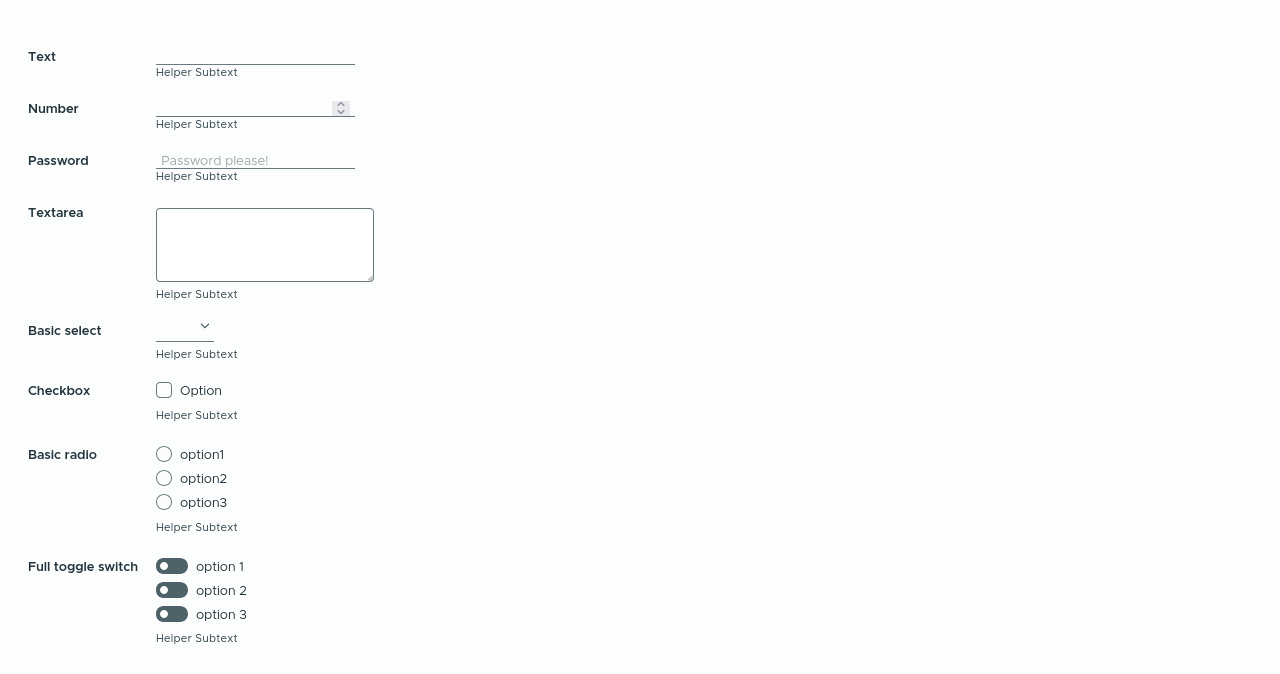 Text
Helper Subtext
Number
Helper Subtext
Password Password please!
Helper Subtext
Textarea
Helper Subtext
Basic select
Helper Subtext
Checkbox Option
Helper Subtext
Basic radio option1
option2
option3
Helper Subtext
Full toggle switch option 1
option 2
option 3
Helper Subtext